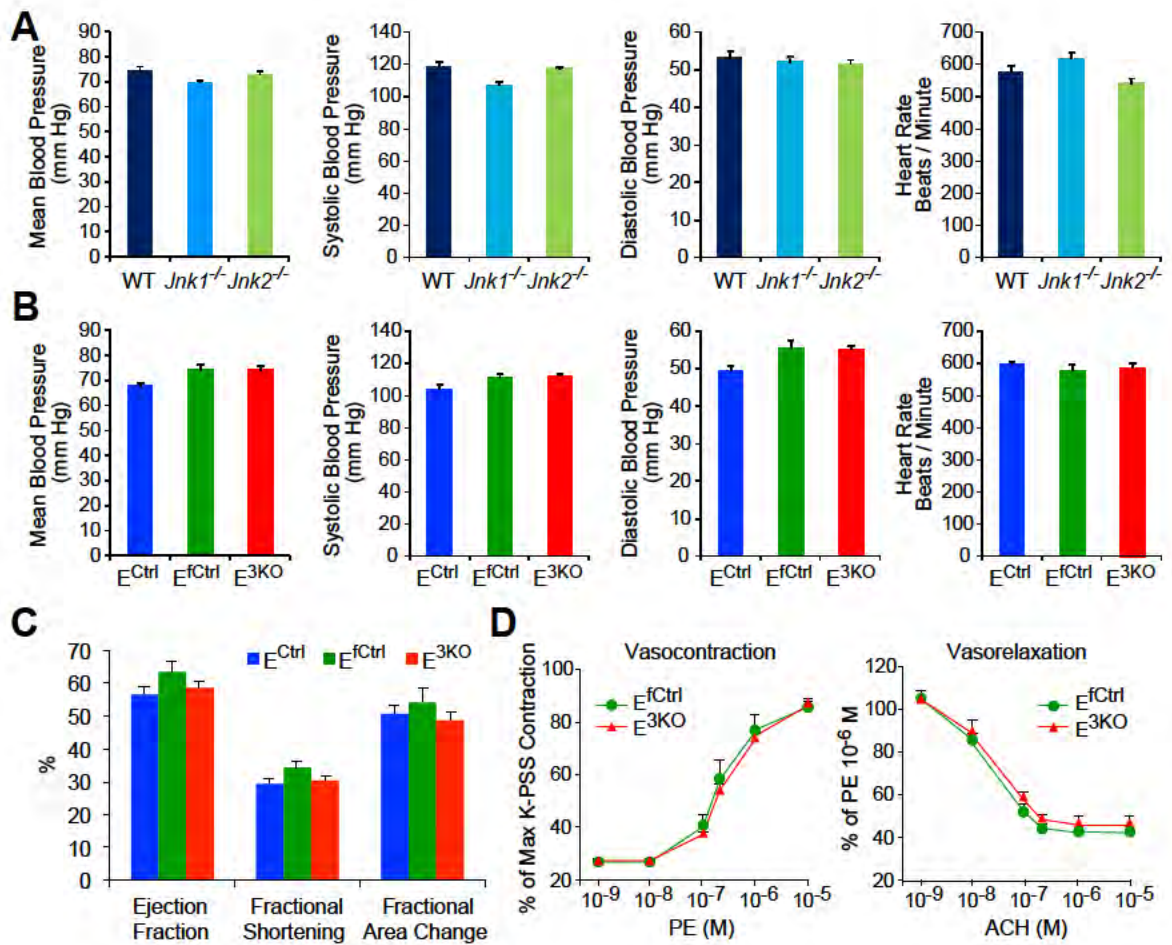 A
Mean Blood Pressure
(mm Hg)
90
80
70
60
50
40
30
20
10
0
WT Jnk1-/- Jnk2-/-
Systolic Blood Pressure
(mm Hg)
140
120
100
80
60
40
20
0
WT Jnk1-/- Jnk2-/-
Diastolic Blood Pressure
(mm Hg)
60
50
40
30
20
10
0
WT Jnk1-/- Jnk2-/-
Heart Rate
Beats / Minute
700
600
500
400
300
200
100
0
WT Jnk1-/- Jnk2-/-
B
Mean Blood Pressure
(mm Hg)
90
80
70
60
50
40
30
20
10
0
ECtrl EfCtrl E3KO
Systolic Blood Pressure
(mm Hg)
140
120
100
80
60
40
20
0
ECtrl EfCtrl E3KO
Diastolic Blood Pressure
(mm Hg)
60
50
40
30
20
10
0
ECtrl EfCtrl E3KO
Heart Rate
Beats / Minute
700
600
500
400
300
200
100
0
ECtrl EfCtrl E3KO
C
%
70
60
50
40
30
20
10
0
ECtrl EfCtrl E3KO
Ejection
Fraction
Fractional
Shortening
Fractional
Area Change
D
Vasocontraction
% of Max K-PSS Contraction
100
80
60
40
20
EfCtrl
E3KO
10-9 10-8 10-7 10-6 10-5
PE (M)
Vasorelaxation
% of PE 10-6 M
120
100
80
60
40
20
EfCtrl
E3KO
10-9 10-8 10-7 10-6 10-5
ACH (M)